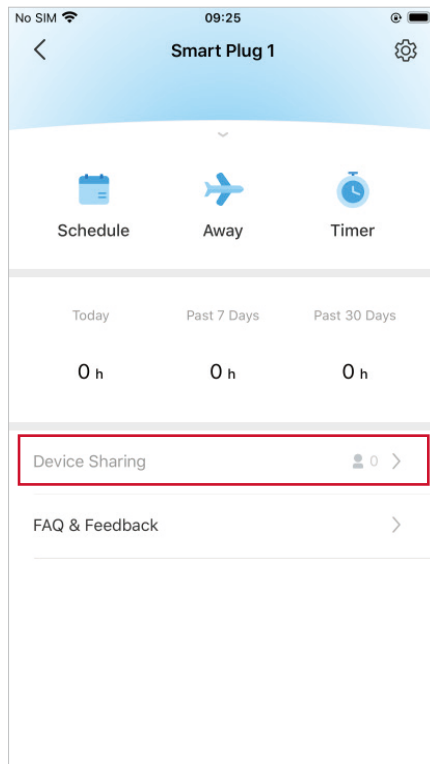 No SIM 09:25
Smart Plug 1
Schedule Away Timer
Today Past 7 Days Past 30 Days
0 h 0 h 0 h
Device Sharing 0
FAQ & Feedback